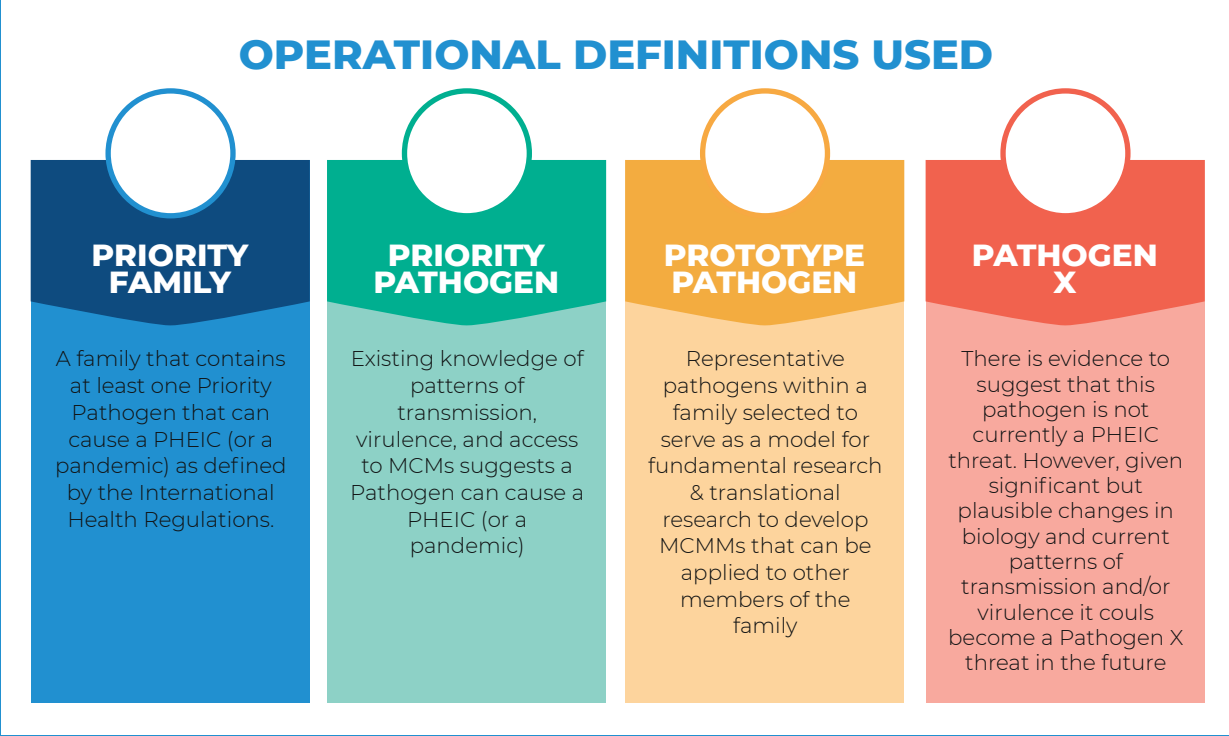 OPERATIONAL DEFINITIONS USED
PRIORITY
FAMILY
A family that contains
at least one Priority
Pathogen that can
cause a PHEIC (or a
pandemic) as defined
by the International
Health Regulations.
PRIORITY
PATHOGEN
Existing knowledge of
patterns of
transmission,
virulence, and access
to MCMs suggests a
Pathogen can cause a
PHEIC (or a
pandemic)
PROTOTYPE
PATHOGEN
Representative
pathogens within a
family selected to
serve as a model for
fundamental research
& translational
research to develop
MCMMs that can be
applied to other
members of the
family
PATHOGEN
X
There is evidence to
suggest that this
pathogen is not
currently a PHEIC
threat. However, given
significant but
plausible changes in
biology and current
patterns of
transmission and/or
virulence it couls
become a Pathogen X
threat in the future